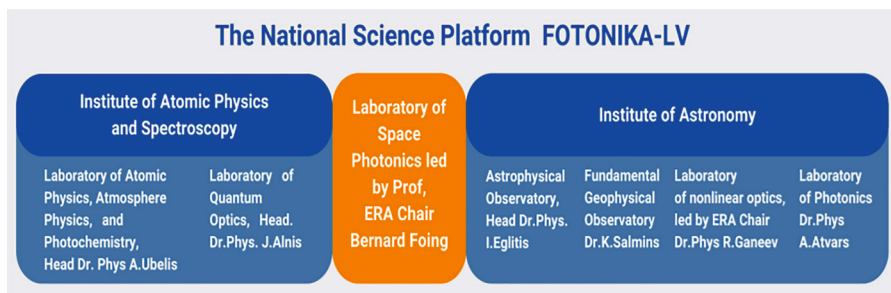 The National Science Platform FOTONIKA-LV
Institute of Atomic Physics
and Spectroscopy
Laboratory of Atomic
Physics, Atmosphere
Physics, and
Photochemistry,
Head Dr. Phys A.Ubelis
Laboratory of
Quantum
Optics, Head.
Dr.Phys. J.Alnis
Laboratory of
Space
Photonics led
by Prof,
ERA Chair
Bernard Foing
Institute of Astronomy
Astrophysical
Observatory,
Head Dr.Phys.
I.Eglitis
Fundamental
Geophysical
Observatory
Dr.K.Salmins
Laboratory
of nonlinear optics,
led by ERA Chair
Dr.Phys R.Ganeev
Laboratory
of Photonics
Dr.Phys
A.Atvars